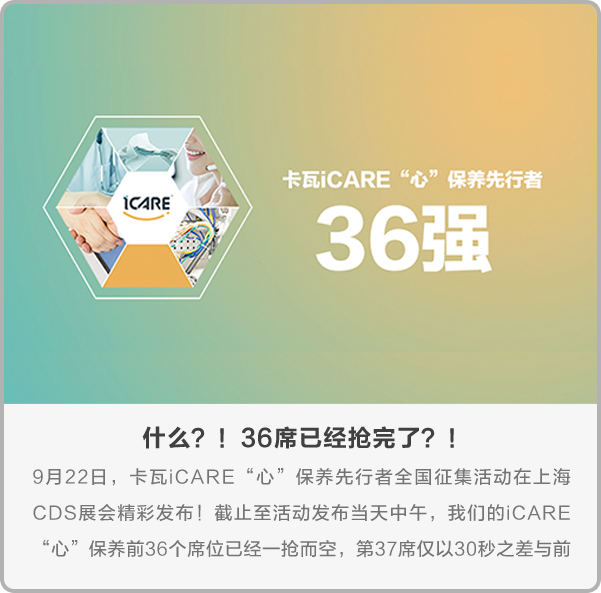 卡瓦iCARE“心”保养先行者
iCARE
36强
什么？！36席已经抢完了？！
9月22日，卡瓦iCARE“心”保养先行者全国征集活动在上海
CDS展会精彩发布！截止至活动发布当天中午，我们的iCARE
“心”保养前36个席位已经一抢而空，第37席仅以30秒之差与前